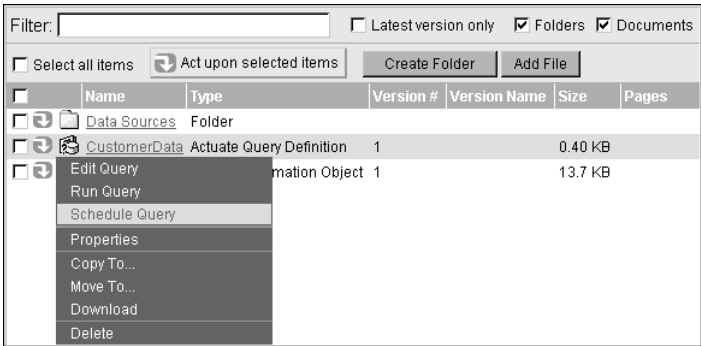 Filter: Latest version only Folders Documents
Select all items Act upon selected items Create Folder Add File
Name Type Version # Version Name Size Pages
Data Sources Folder
CustomerData Actuate Query Definition 1 0.40 KB
Edit Query mation Object 1 13.7 KB
Run Query
Schedule Query
Properties
Copy To...
Move To...
Download
Delete